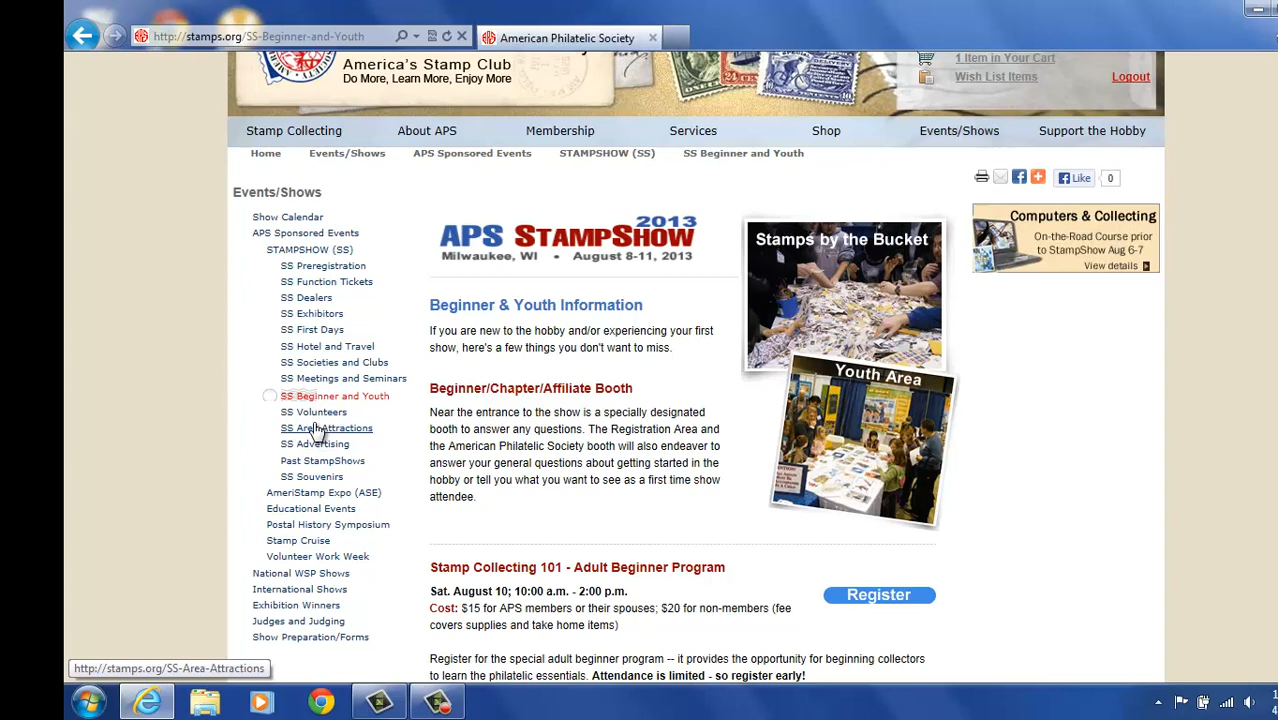 http://stamps.org/SS-Beginner-and-Youth
American Philatelic Society
America's Stamp Club
Do More, Learn More, Enjoy More
1 Item in Your Cart
Wish List Items
Logout
Stamp Collecting
About APS
Membership
Services
Shop
Events/Shows
Support the Hobby
Home
Events/Shows
APS Sponsored Events
STAMPSHOW (SS)
SS Beginner and Youth
Like
0
Events/Shows
Show Calendar
APS Sponsored Events
STAMPSHOW (SS)
SS Preregistration
SS Function Tickets
SS Dealers
SS Exhibitors
SS First Days
SS Hotel and Travel
SS Societies and Clubs
SS Meetings and Seminars
SS Beginner and Youth
SS Volunteers
SS Area Attractions
SS Advertising
Past StampShows
SS Souvenirs
AmeriStamp Expo (ASE)
Educational Events
Postal History Symposium
Stamp Cruise
Volunteer Work Week
National WSP Shows
International Shows
Exhibition Winners
Judges and Judging
Show Preparation/Forms
APS STAMPSHOW 2013
Milwaukee, WI • August 8-11, 2013
Stamps by the Bucket
Youth Area
Computers & Collecting
On-the-Road Course prior
to StampShow Aug 6-7
View details
Beginner & Youth Information
If you are new to the hobby and/or experiencing your first
show, here's a few things you don't want to miss.
Beginner/Chapter/Affiliate Booth
Near the entrance to the show is a specially designated
booth to answer any questions. The Registration Area and
the American Philatelic Society booth will also endeavor to
answer your general questions about getting started in the
hobby or tell you what you want to see as a first time show
attendee.
Stamp Collecting 101 - Adult Beginner Program
Sat. August 10; 10:00 a.m. - 2:00 p.m.
Register
Cost: $15 for APS members or their spouses; $20 for non-members (fee
covers supplies and take home items)
Register for the special adult beginner program -- it provides the opportunity for beginning collectors
to learn the philatelic essentials. Attendance is limited - so register early!
http://stamps.org/SS-Area-Attractions